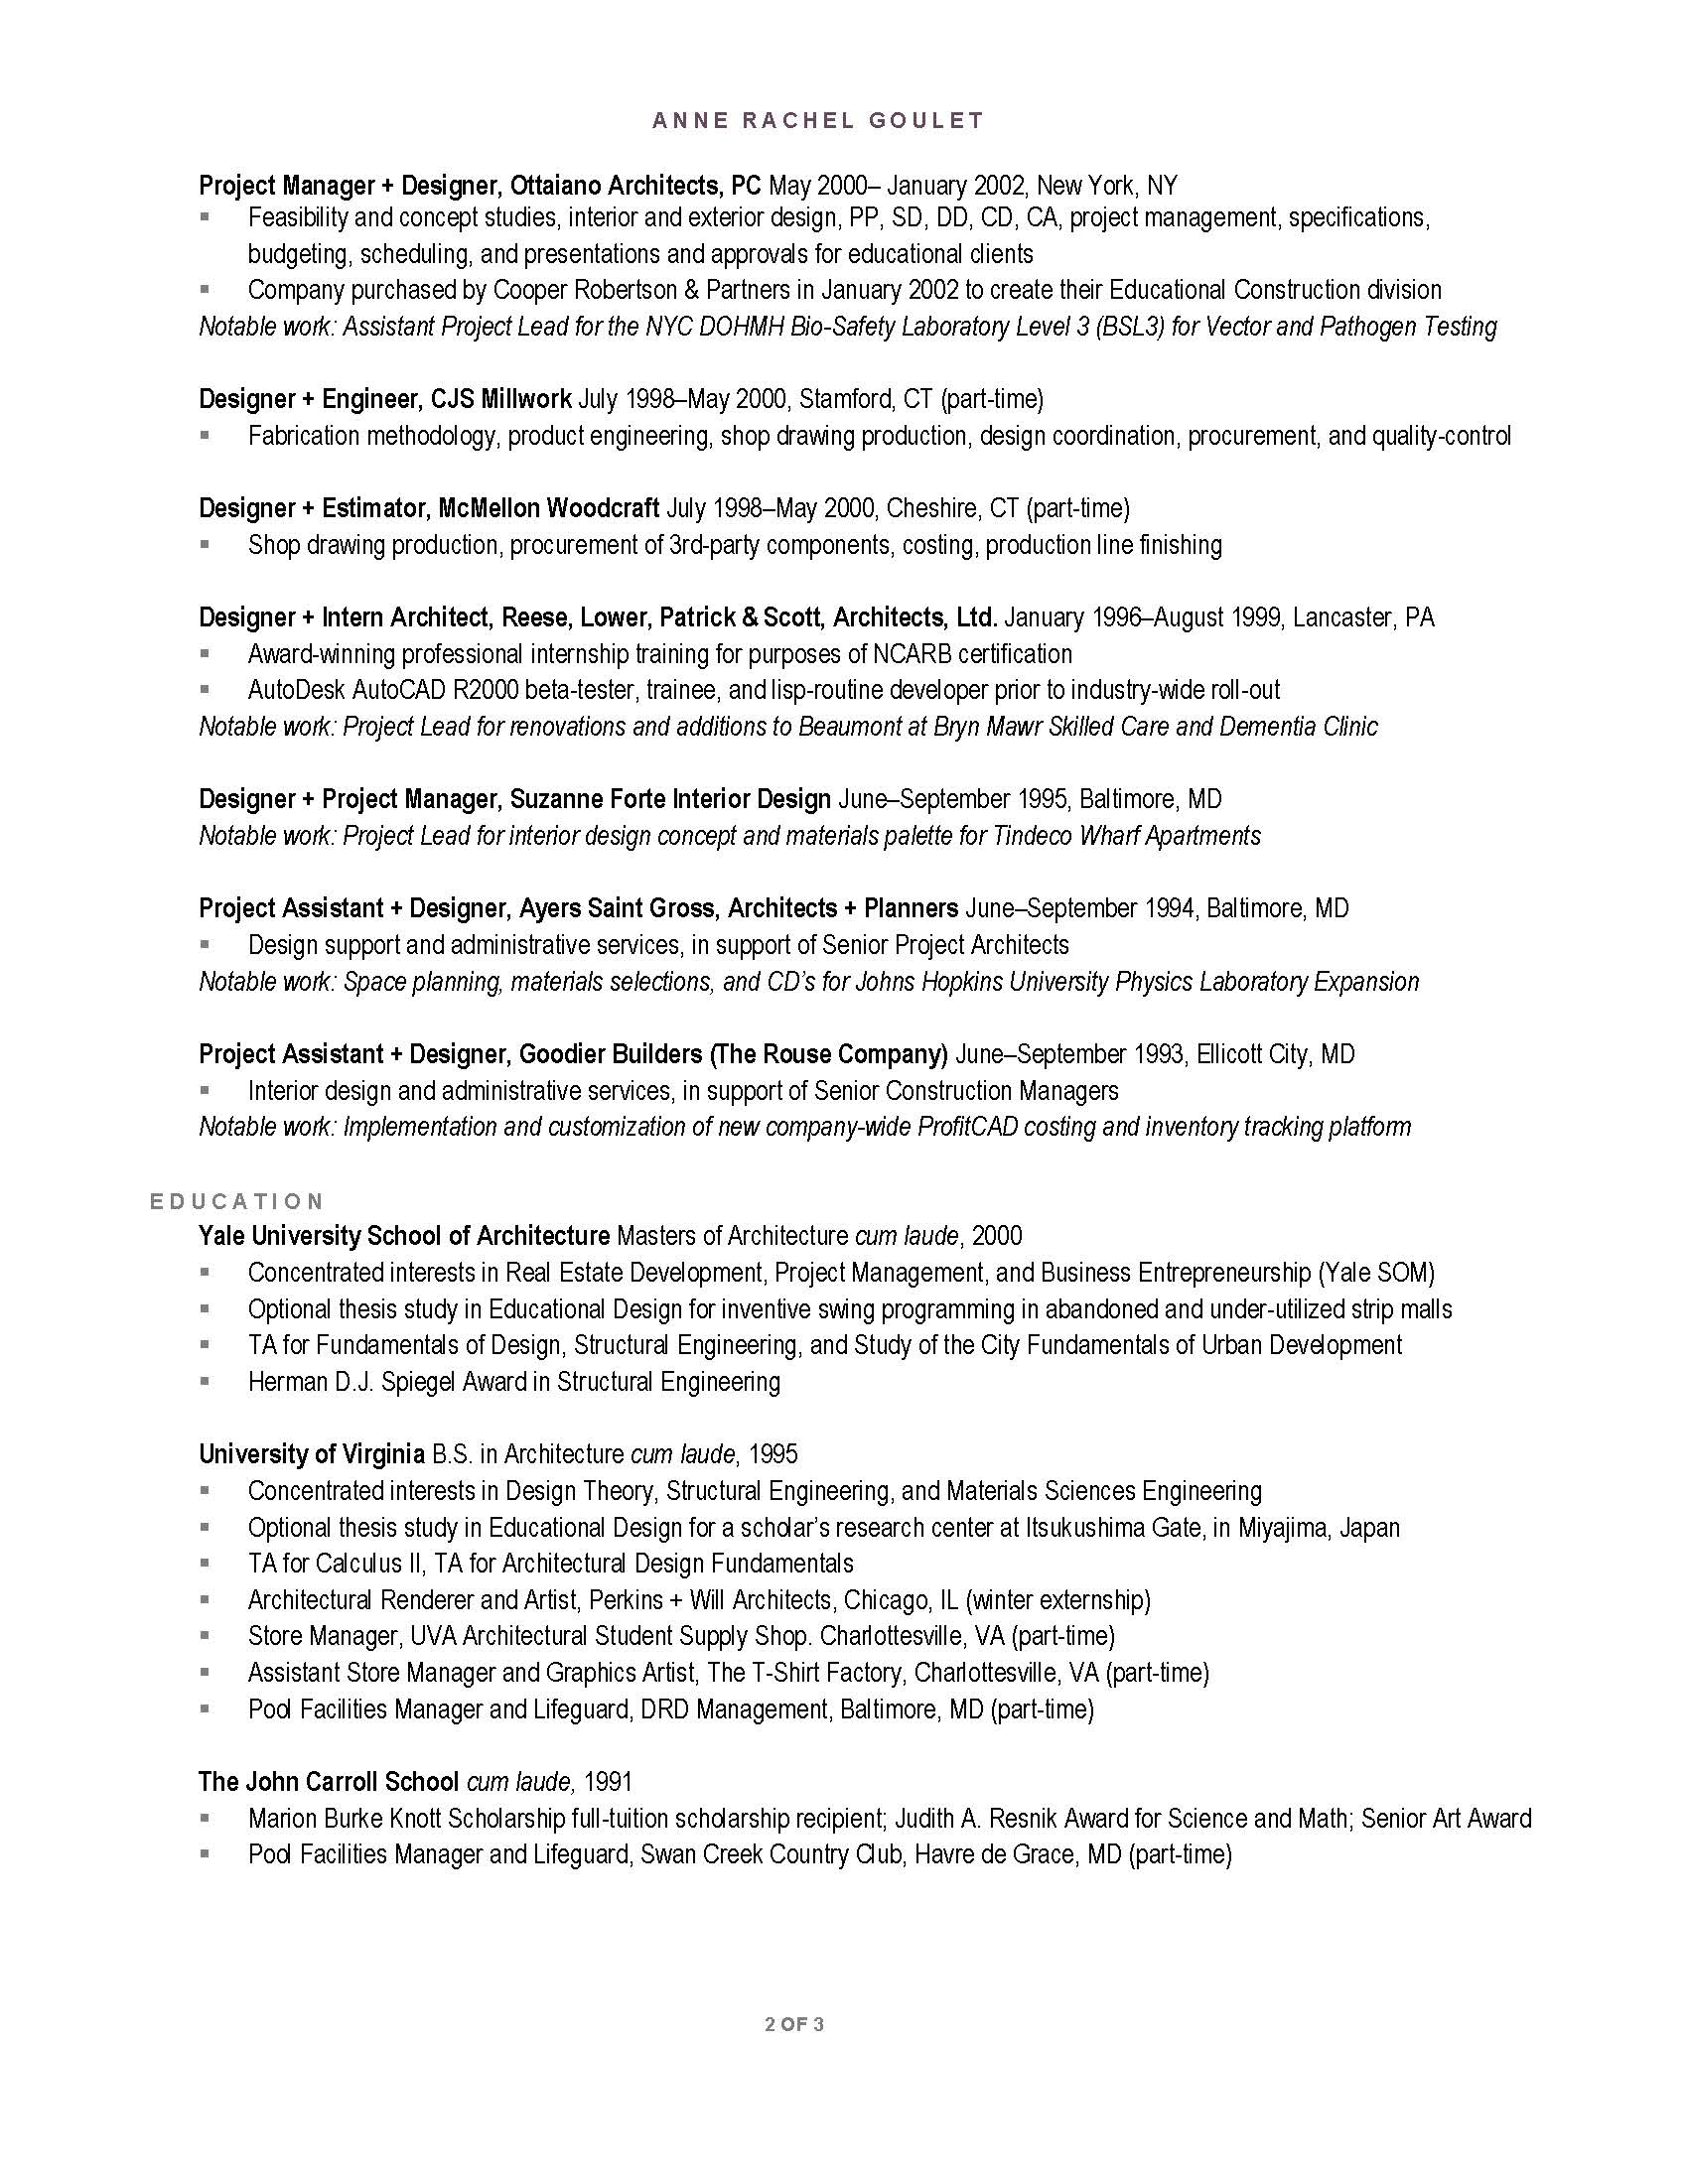 ANNE RACHEL GOULET
Project Manager + Designer, Ottaiano Architects, PC May 2000– January 2002, New York, NY
▪ Feasibility and concept studies, interior and exterior design, PP, SD, DD, CD, CA, project management, specifications,
budgeting, scheduling, and presentations and approvals for educational clients
▪ Company purchased by Cooper Robertson & Partners in January 2002 to create their Educational Construction division
Notable work: Assistant Project Lead for the NYC DOHMH Bio-Safety Laboratory Level 3 (BSL3) for Vector and Pathogen Testing
Designer + Engineer, CJS Millwork July 1998–May 2000, Stamford, CT (part-time)
▪ Fabrication methodology, product engineering, shop drawing production, design coordination, procurement, and quality-control
Designer + Estimator, McMellon Woodcraft July 1998–May 2000, Cheshire, CT (part-time)
▪ Shop drawing production, procurement of 3rd-party components, costing, production line finishing
Designer + Intern Architect, Reese, Lower, Patrick & Scott, Architects, Ltd. January 1996–August 1999, Lancaster, PA
▪ Award-winning professional internship training for purposes of NCARB certification
▪ AutoDesk AutoCAD R2000 beta-tester, trainee, and lisp-routine developer prior to industry-wide roll-out
Notable work: Project Lead for renovations and additions to Beaumont at Bryn Mawr Skilled Care and Dementia Clinic
Designer + Project Manager, Suzanne Forte Interior Design June–September 1995, Baltimore, MD
Notable work: Project Lead for interior design concept and materials palette for Tindeco Wharf Apartments
Project Assistant + Designer, Ayers Saint Gross, Architects + Planners June–September 1994, Baltimore, MD
▪ Design support and administrative services, in support of Senior Project Architects
Notable work: Space planning, materials selections, and CD’s for Johns Hopkins University Physics Laboratory Expansion
Project Assistant + Designer, Goodier Builders (The Rouse Company) June–September 1993, Ellicott City, MD
▪ Interior design and administrative services, in support of Senior Construction Managers
Notable work: Implementation and customization of new company-wide ProfitCAD costing and inventory tracking platform
EDUCATION
Yale University School of Architecture Masters of Architecture cum laude, 2000
▪ Concentrated interests in Real Estate Development, Project Management, and Business Entrepreneurship (Yale SOM)
▪ Optional thesis study in Educational Design for inventive swing programming in abandoned and under-utilized strip malls
▪ TA for Fundamentals of Design, Structural Engineering, and Study of the City Fundamentals of Urban Development
▪ Herman D.J. Spiegel Award in Structural Engineering
University of Virginia B.S. in Architecture cum laude, 1995
▪ Concentrated interests in Design Theory, Structural Engineering, and Materials Sciences Engineering
▪ Optional thesis study in Educational Design for a scholar’s research center at Itsukushima Gate, in Miyajima, Japan
▪ TA for Calculus II, TA for Architectural Design Fundamentals
▪ Architectural Renderer and Artist, Perkins + Will Architects, Chicago, IL (winter externship)
▪ Store Manager, UVA Architectural Student Supply Shop. Charlottesville, VA (part-time)
▪ Assistant Store Manager and Graphics Artist, The T-Shirt Factory, Charlottesville, VA (part-time)
▪ Pool Facilities Manager and Lifeguard, DRD Management, Baltimore, MD (part-time)
The John Carroll School cum laude, 1991
▪ Marion Burke Knott Scholarship full-tuition scholarship recipient; Judith A. Resnik Award for Science and Math; Senior Art Award
▪ Pool Facilities Manager and Lifeguard, Swan Creek Country Club, Havre de Grace, MD (part-time)
2 OF 3